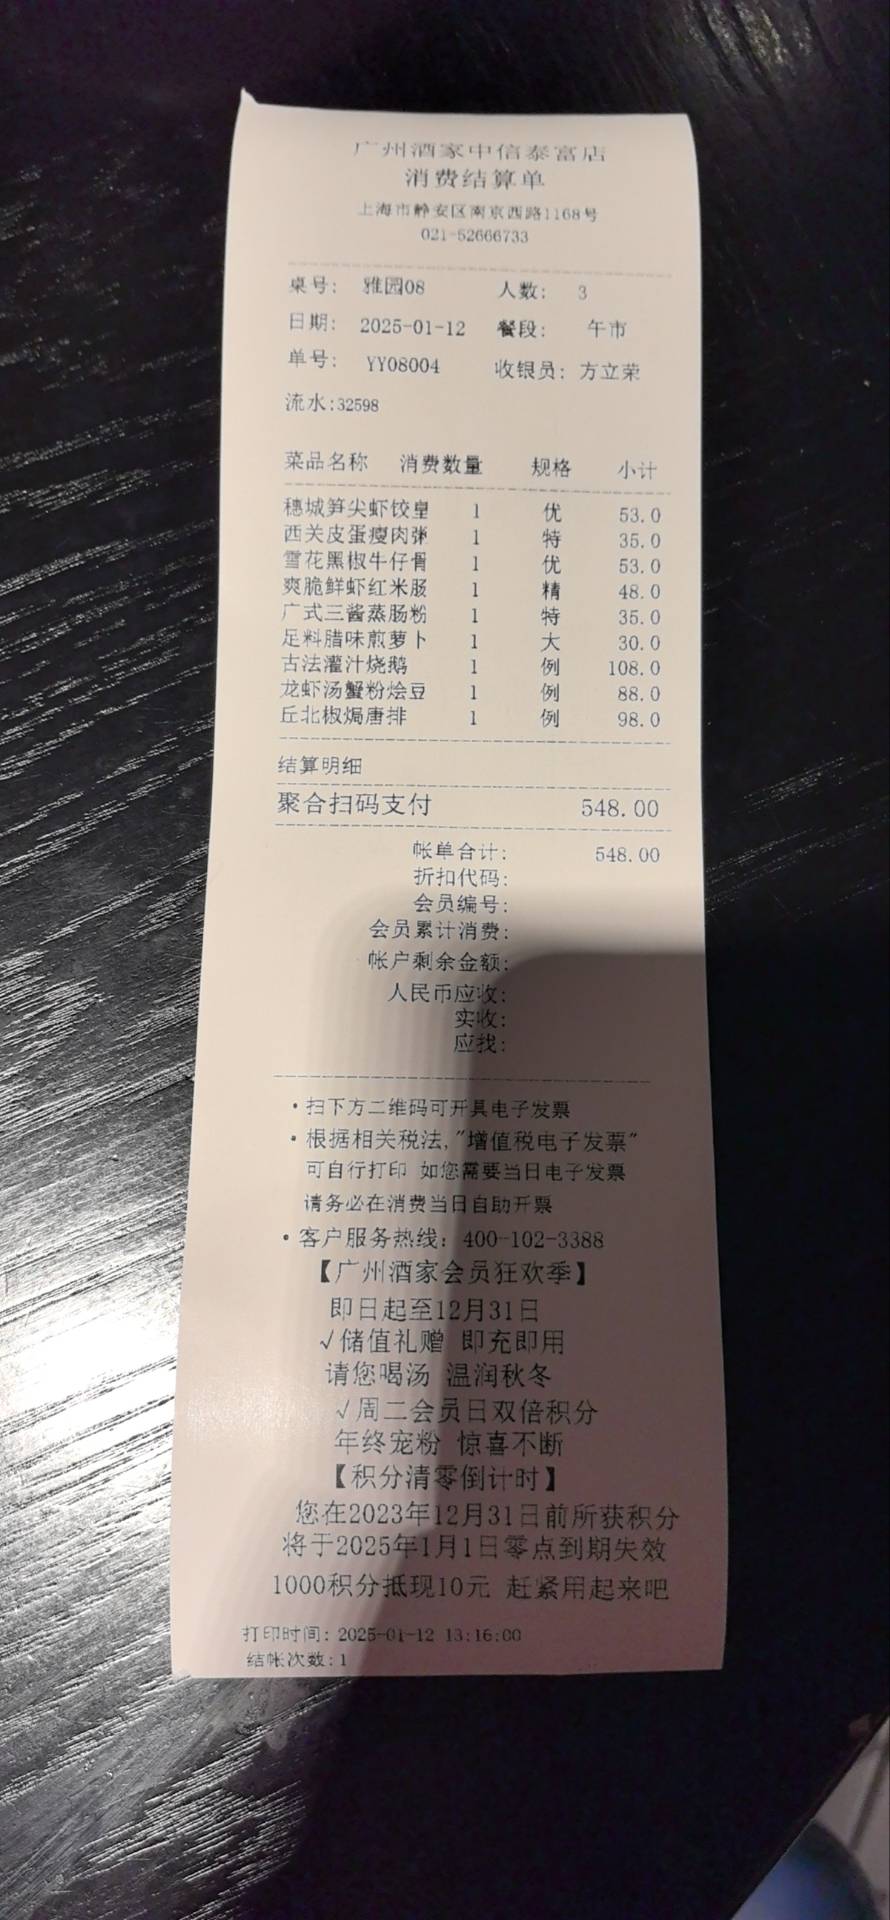 广州酒家中信泰富店
消费结算单
上海市静安区南京西路1168号
021-52666733
桌号: 雅园08 人数: 3
日期: 2025-01-12 餐段: 午市
单号: YY08004 收银员: 方立荣
流水:32598
菜品名称 消费数量 规格 小计
穗城笋尖虾饺皇 1 优 53.0
西关皮蛋瘦肉粥 1 特 35.0
雪花黑椒牛仔骨 1 优 53.0
爽脆鲜虾红米肠 1 精 48.0
广式三酱蒸肠粉 1 特 35.0
足料腊味煎萝卜 1 大 30.0
古法灌汁烧鹅 1 例 108.0
龙虾汤蟹粉烩豆 1 例 88.0
丘北椒焗唐排 1 例 98.0
结算明细
聚合扫码支付 548.00
帐单合计: 548.00
折扣代码:
会员编号:
会员累计消费:
帐户剩余金额:
人民币应收:
实收:
应找:
·扫下方二维码可开具电子发票
·根据相关税法,"增值税电子发票"
可自行打印 如您需要当日电子发票
请务必在消费当日自助开票
·客户服务热线: 400-102-3388
【广州酒家会员狂欢季】
即日起至12月31日
√储值礼赠 即充即用
请您喝汤 温润秋冬
√周二会员日双倍积分
年终宠粉 惊喜不断
【积分清零倒计时】
您在2023年12月31日前所获积分
将于2025年1月1日零点到期失效
1000积分抵现10元 赶紧用起来吧
打印时间: 2025-01-12 13:16:00
结帐次数:1